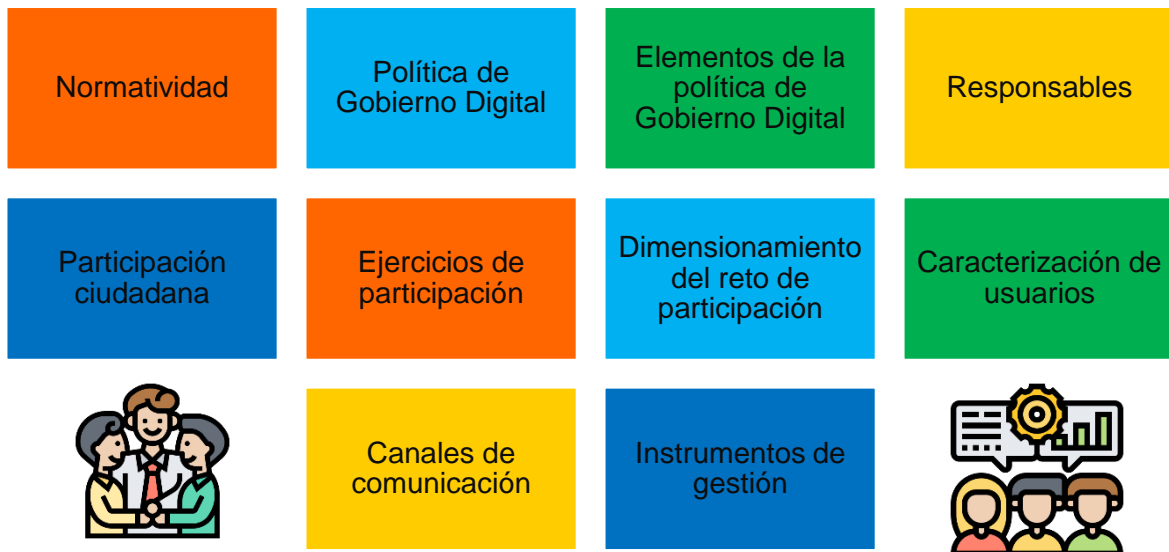 Normatividad
Política de
Gobierno Digital
Elementos de la
política de
Gobierno Digital
Responsables
Participación
ciudadana
Ejercicios de
participación
Dimensionamiento
del reto de
participación
Caracterización de
usuarios
Canales de
comunicación
Instrumentos de
gestión